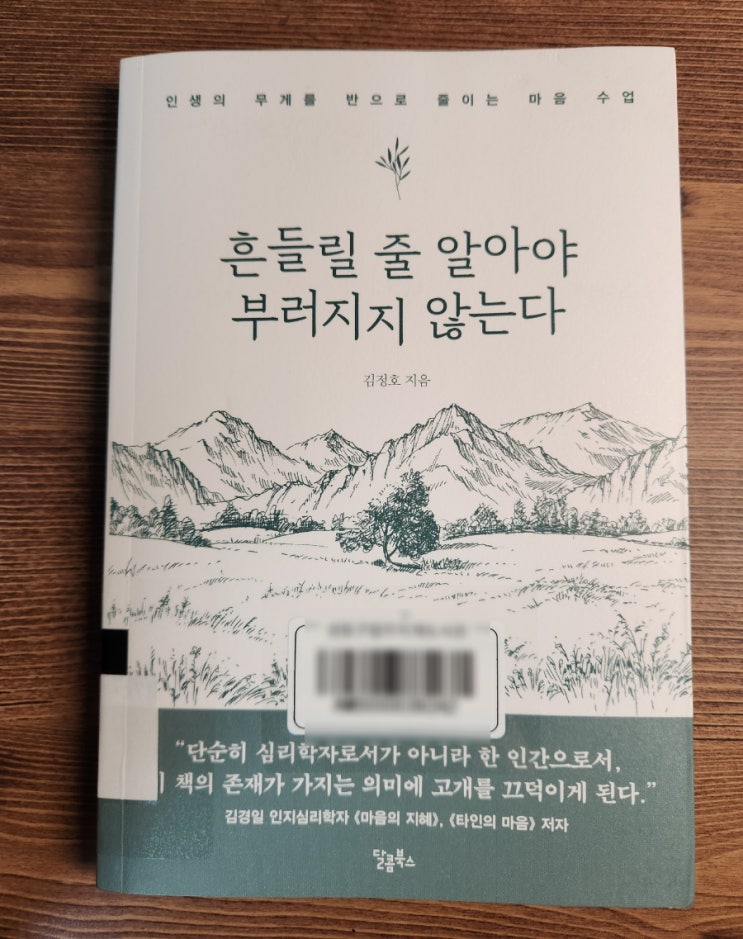 인생의 무게를 반으로 줄이는 마음 수업
흔들릴 줄 알아야
부러지지 않는다
김정호 지음
“단순히 심리학자로서가 아니라 한 인간으로서,
책의 존재가 가지는 의미에 고개를 끄덕이게 된다.”
김경일 인지심리학자 《마음의 지혜》, 《타인의 마음》 저자
달콤북스